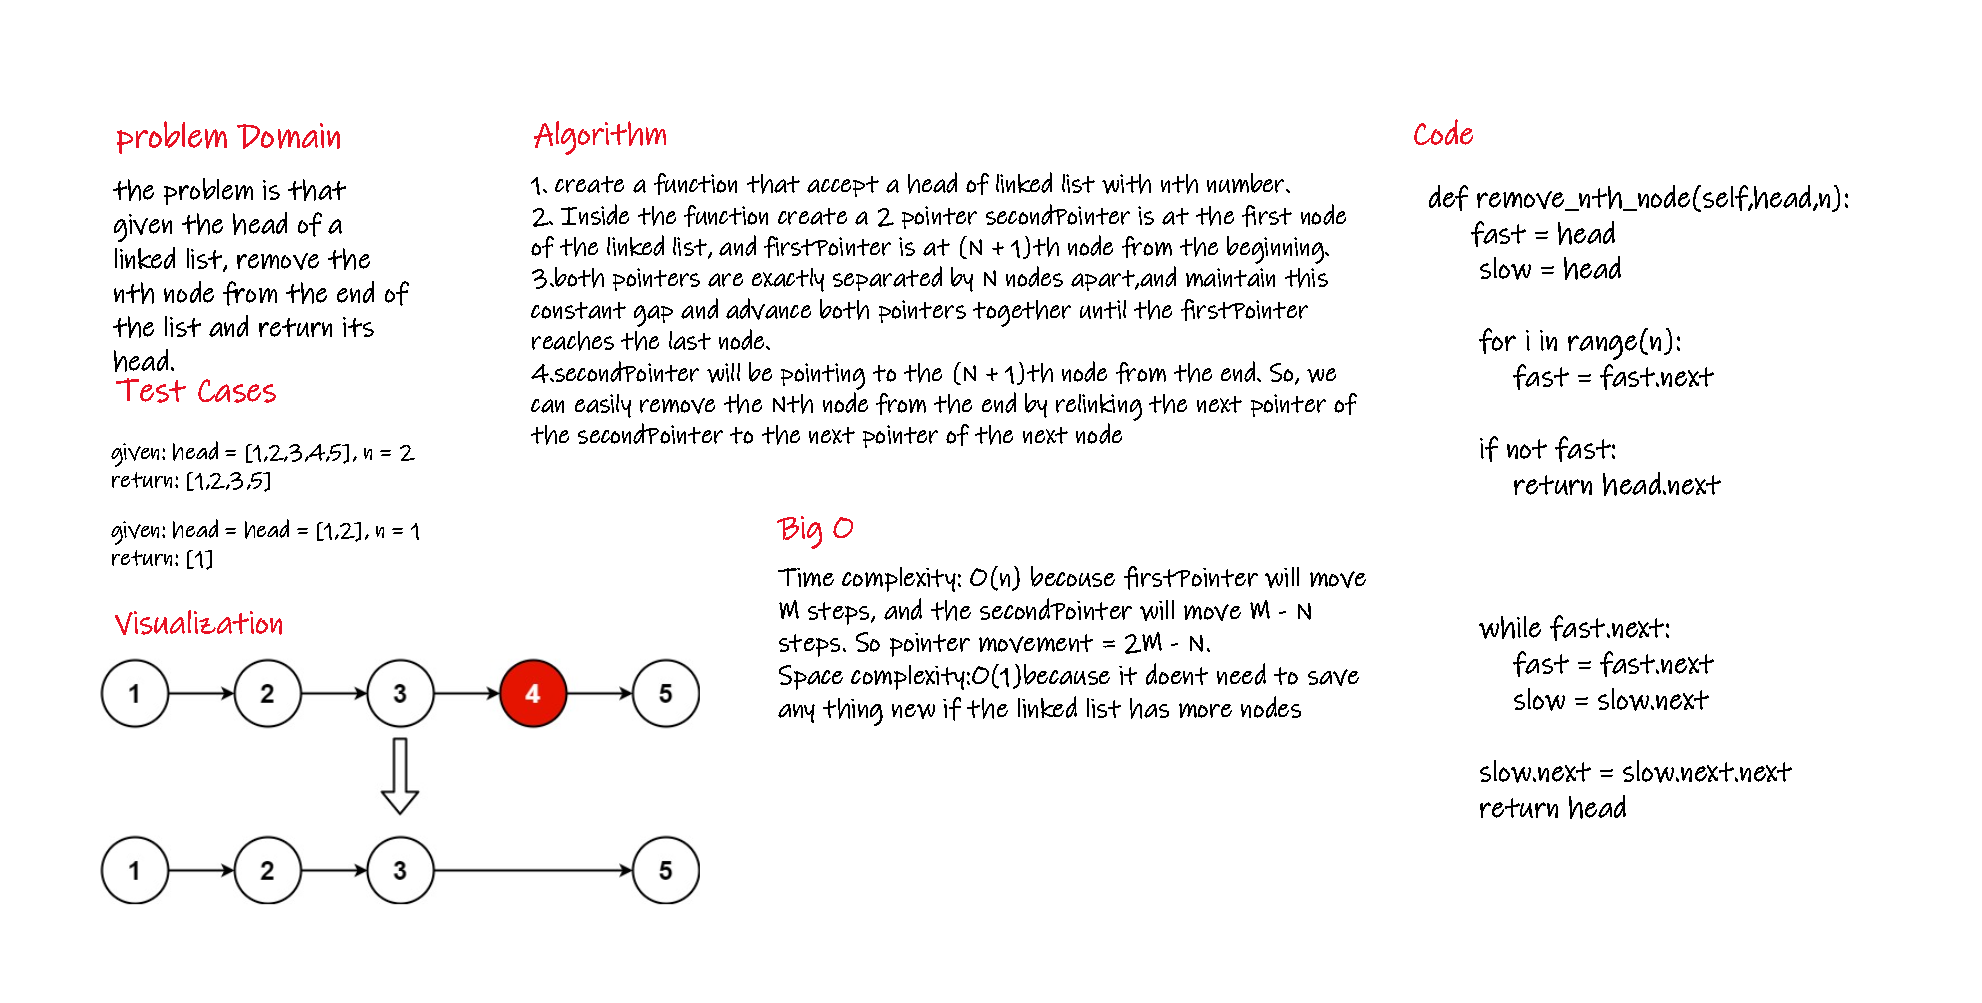 problem Domain
the problem is that
given the head of a
linked list, remove the
nth node from the end of
the list and return its
head.
Test Cases
given: head = [1,2,3,4,5], n = 2
return: [1,2,3,5]
given: head = head = [1,2], n = 1
return: [1]
Visualization
1 2 3 4 5
1 2 3 5
Algorithm
1. create a function that accept a head of linked list with nth number.
2. Inside the function create a 2 pointer secondPointer is at the first node
of the linked list, and firstPointer is at (N + 1)th node from the beginning.
3.both pointers are exactly separated by N nodes apart,and maintain this
constant gap and advance both pointers together until the firstPointer
reaches the last node.
4.secondPointer will be pointing to the (N + 1)th node from the end. So, we
can easily remove the Nth node from the end by relinking the next pointer of
the secondPointer to the next pointer of the next node
Big O
Time complexity: O(n) becouse firstPointer will move
M steps, and the secondPointer will move M - N
steps. So pointer movement = 2M - N.
Space complexity:O(1)because it doent need to save
any thing new if the linked list has more nodes
Code
def remove_nth_node(self,head,n):
fast = head
slow = head
for i in range(n):
fast = fast.next
if not fast:
return head.next
while fast.next:
fast = fast.next
slow = slow.next
slow.next = slow.next.next
return head